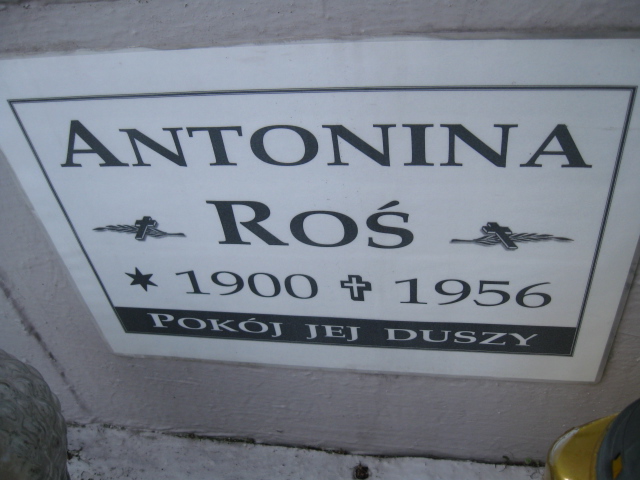 ANTONINA
ROŚ
* 1900 ✝ 1956
POKÓJ JEJ DUSZY